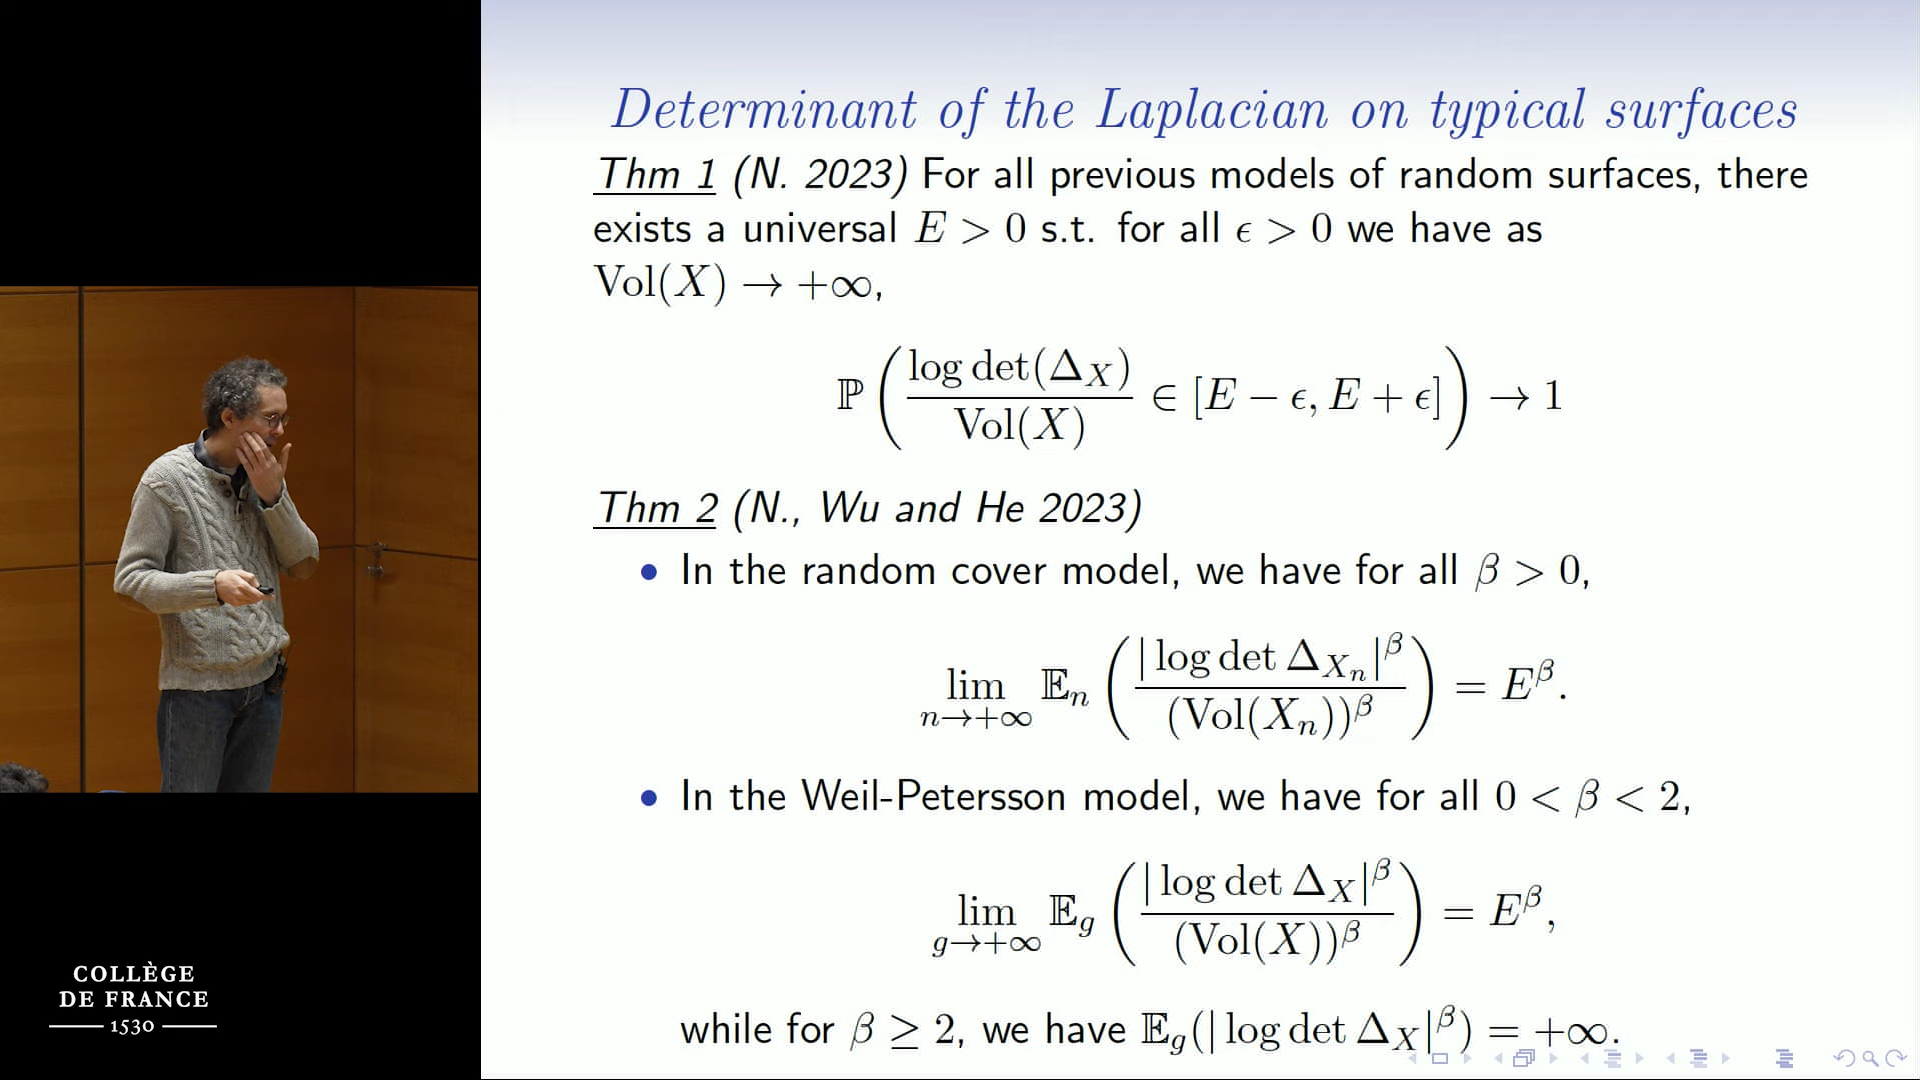 Determinant of the Laplacian on typical surfaces
Thm 1 (N. 2023) For all previous models of random surfaces, there
exists a universal E > 0 s.t. for all ϵ > 0 we have as
Vol(X) → +∞,
ℙ ( log det(Δ_X) / Vol(X) ∈ [E − ϵ, E + ϵ] ) → 1
Thm 2 (N., Wu and He 2023)
• In the random cover model, we have for all β > 0,
lim_{n→+∞} 𝔼_n ( | log det Δ_{X_n}|^β / (Vol(X_n))^β ) = E^β.
• In the Weil-Petersson model, we have for all 0 < β < 2,
lim_{g→+∞} 𝔼_g ( | log det Δ_X|^β / (Vol(X))^β ) = E^β,
while for β ≥ 2, we have 𝔼_g(| log det Δ_X|^β) = +∞.
COLLÈGE
DE FRANCE
1530